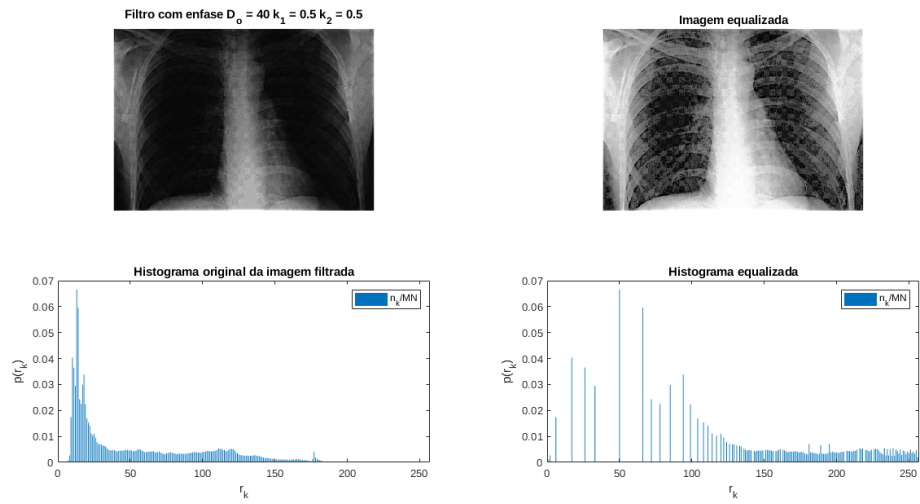 Filtro com enfase D_o = 40 k_1 = 0.5 k_2 = 0.5
Imagem equalizada
Histograma original da imagem filtrada
n_k/MN
p(r_k)
0.07
0.06
0.05
0.04
0.03
0.02
0.01
0
0 50 100 150 200 250
r_k
Histograma equalizada
n_k/MN
p(r_k)
0.07
0.06
0.05
0.04
0.03
0.02
0.01
0
0 50 100 150 200 250
r_k